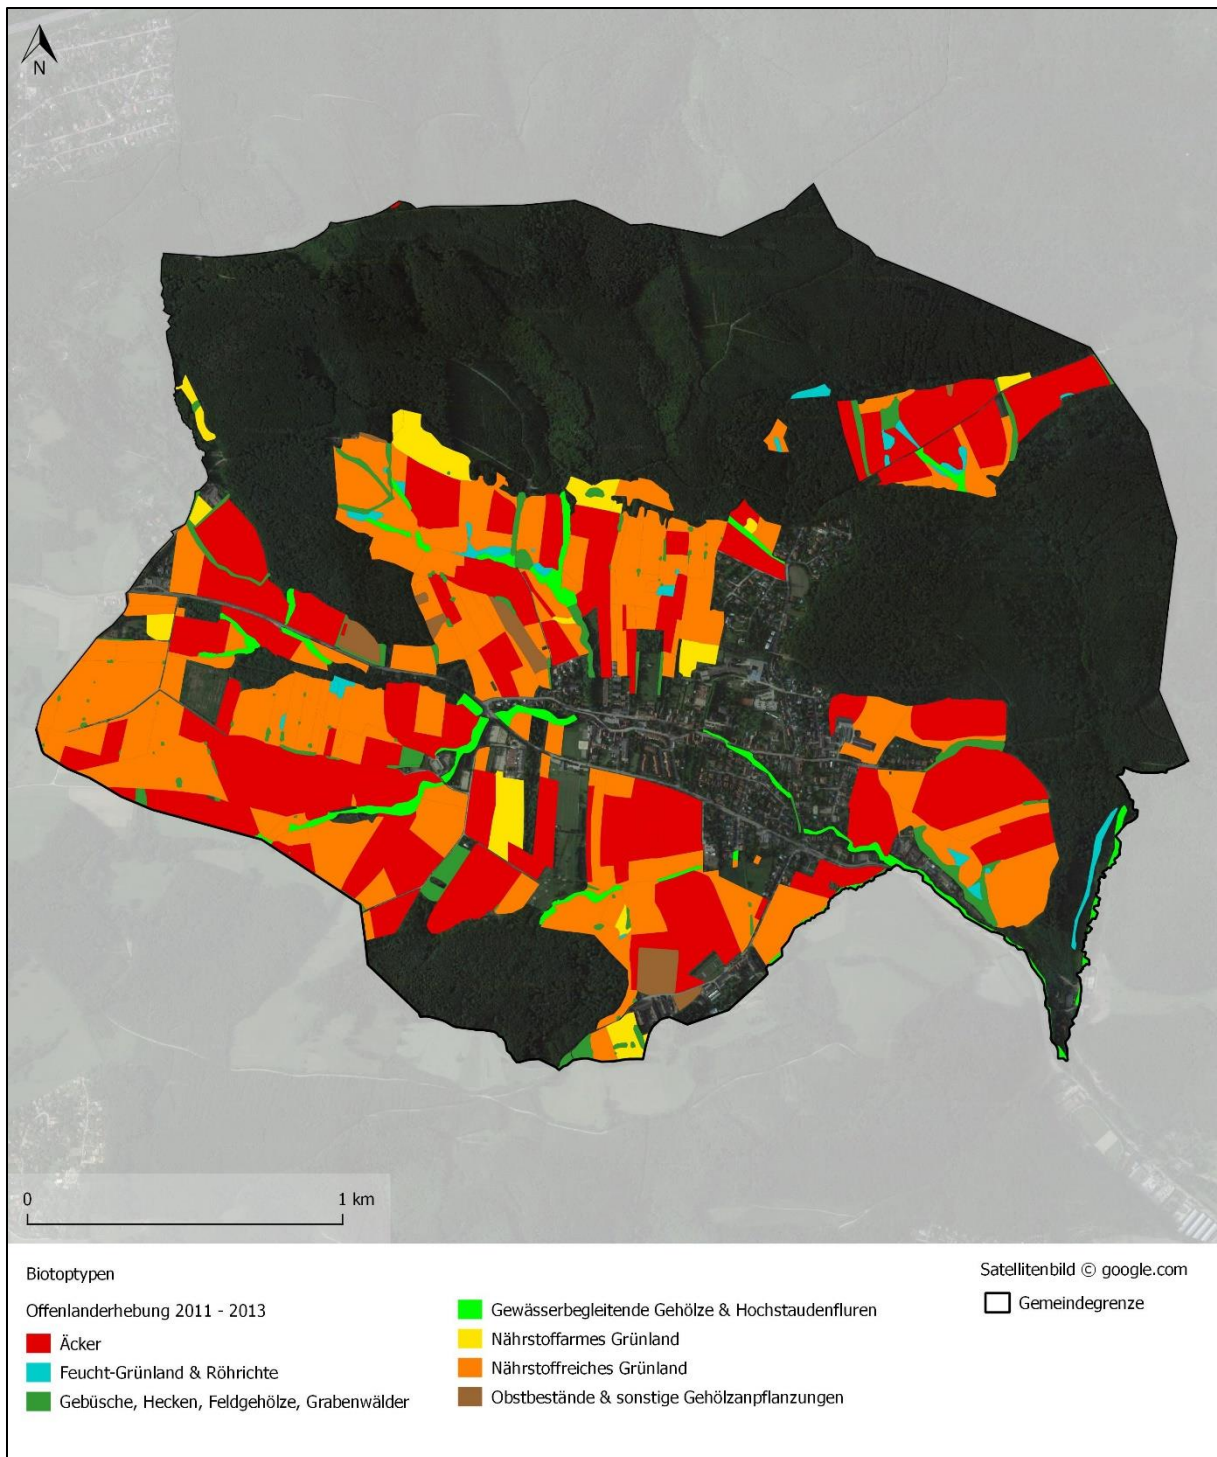 N
0 1 km
Biotoptypen
Offenlanderhebung 2011 - 2013
Äcker
Feucht-Grünland & Röhrichte
Gebüsche, Hecken, Feldgehölze, Grabenwälder
Gewässerbegleitende Gehölze & Hochstaudenfluren
Nährstoffarmes Grünland
Nährstoffreiches Grünland
Obstbestände & sonstige Gehölzanpflanzungen
Satellitenbild © google.com
Gemeindegrenze